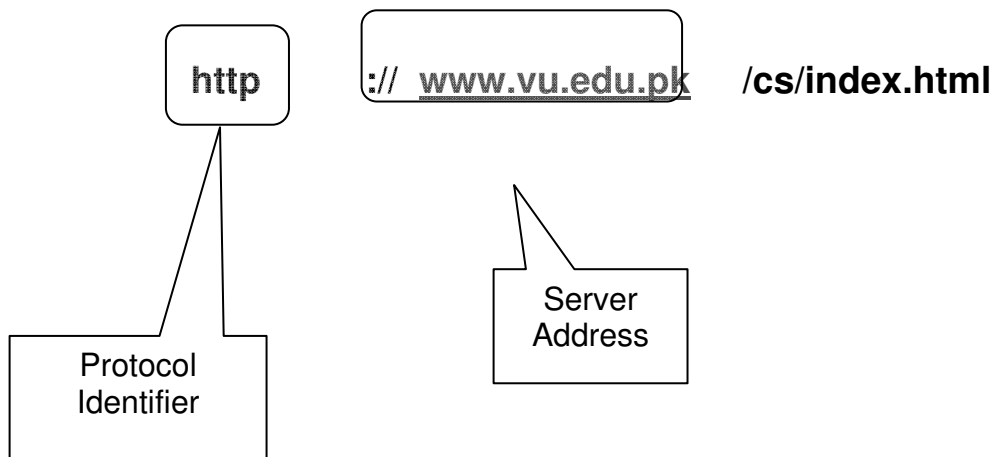 http :// www.vu.edu.pk /cs/index.html
Server
Address
Protocol
Identifier